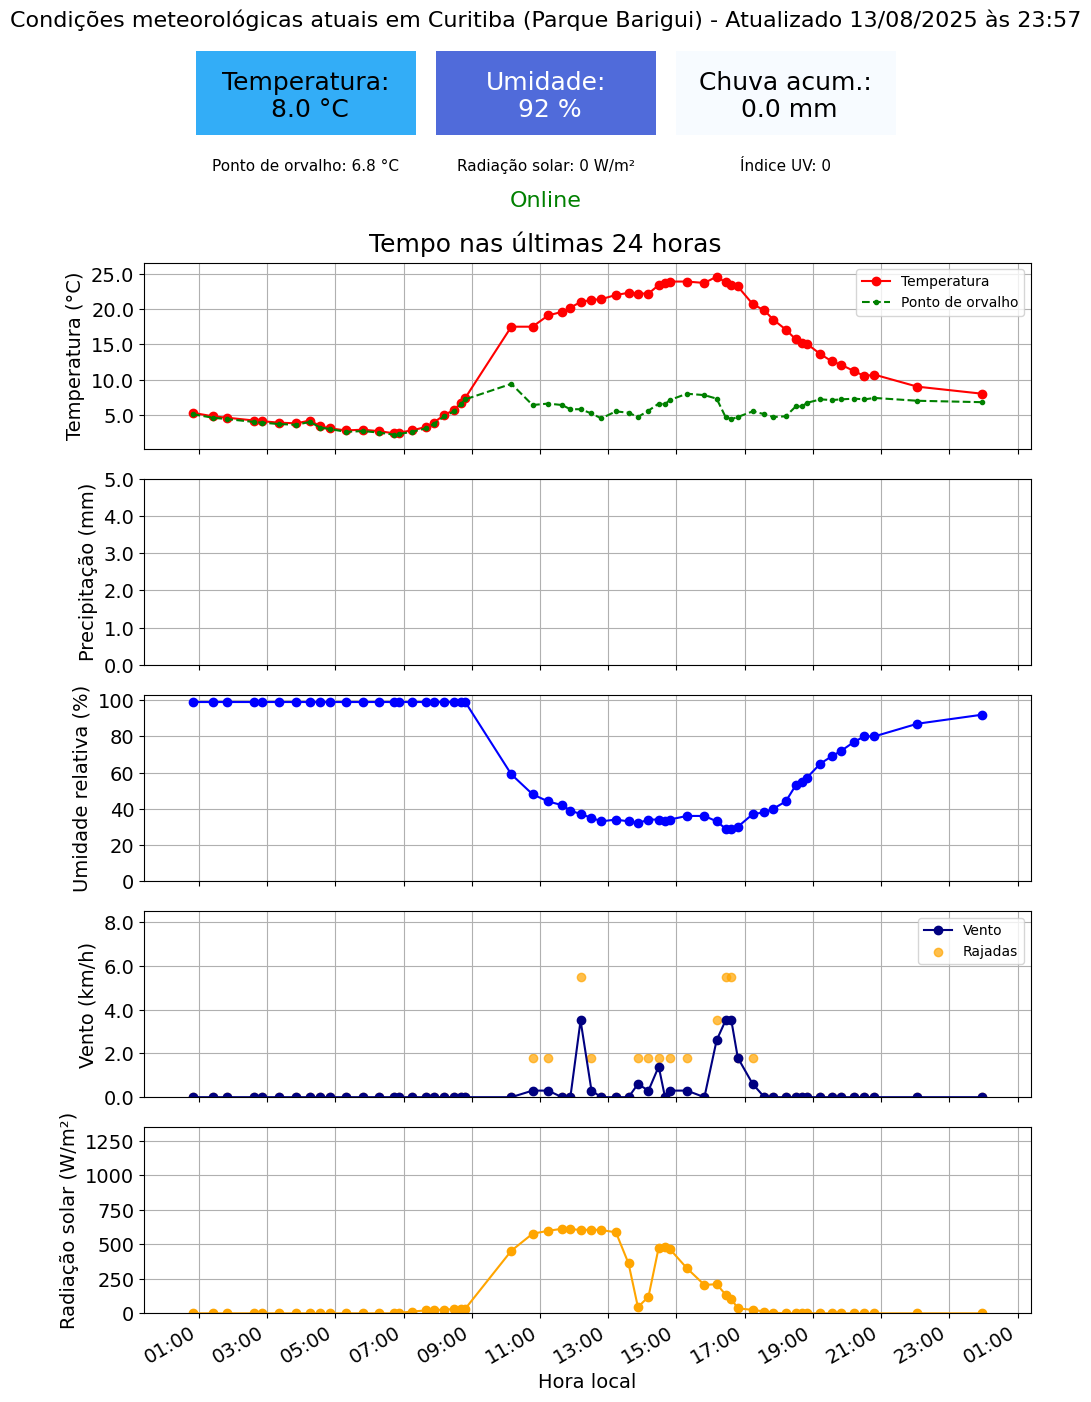 Condições meteorológicas atuais em Curitiba (Parque Barigui) - Atualizado 13/08/2025 às 23:57
Temperatura:
8.0 °C
Umidade:
92 %
Chuva acum.:
0.0 mm
Ponto de orvalho: 6.8 °C
Radiação solar: 0 W/m²
Índice UV: 0
Online
Tempo nas últimas 24 horas
Temperatura (°C)
25.0
20.0
15.0
10.0
5.0
Temperatura
Ponto de orvalho
Precipitação (mm)
5.0
4.0
3.0
2.0
1.0
0.0
Umidade relativa (%)
100
80
60
40
20
0
Vento (km/h)
8.0
6.0
4.0
2.0
0.0
Vento
Rajadas
Radiação solar (W/m²)
1250
1000
750
500
250
0
01:00 03:00 05:00 07:00 09:00 11:00 13:00 15:00 17:00 19:00 21:00 23:00 01:00
Hora local